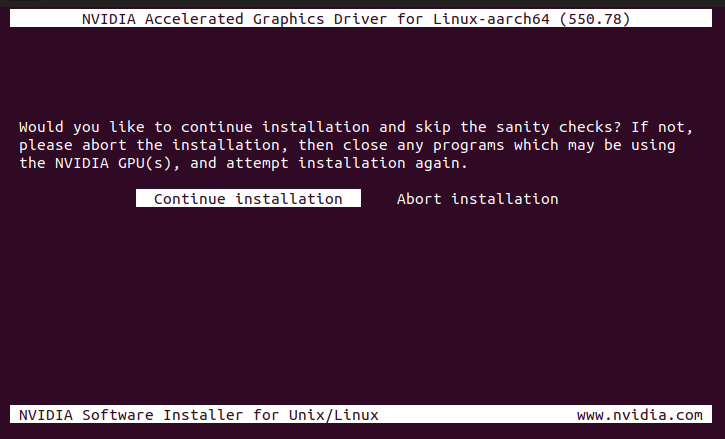 NVIDIA Accelerated Graphics Driver for Linux-aarch64 (550.78)
Would you like to continue installation and skip the sanity checks? If not,
please abort the installation, then close any programs which may be using
the NVIDIA GPU(s), and attempt installation again.
Continue installation Abort installation
NVIDIA Software Installer for Unix/Linux www.nvidia.com